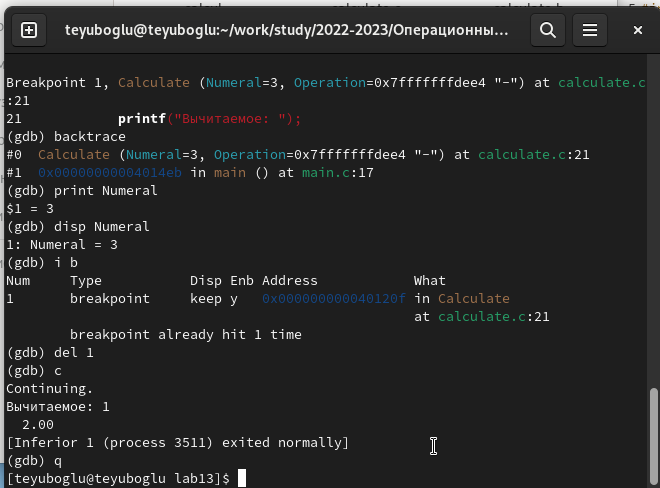 teyuboglu@teyuboglu:~/work/study/2022-2023/Операционны...
Breakpoint 1, Calculate (Numeral=3, Operation=0x7fffffffdee4 "-") at calculate.c
:21
21          printf("Вычитаемое: ");
(gdb) backtrace
#0  Calculate (Numeral=3, Operation=0x7fffffffdee4 "-") at calculate.c:21
#1  0x00000000004014eb in main () at main.c:17
(gdb) print Numeral
$1 = 3
(gdb) disp Numeral
1: Numeral = 3
(gdb) i b
Num     Type           Disp Enb Address            What
1       breakpoint     keep y   0x000000000040120f in Calculate
                                                   at calculate.c:21
        breakpoint already hit 1 time
(gdb) del 1
(gdb) c
Continuing.
Вычитаемое: 1
  2.00
[Inferior 1 (process 3511) exited normally]
(gdb) q
[teyuboglu@teyuboglu lab13]$